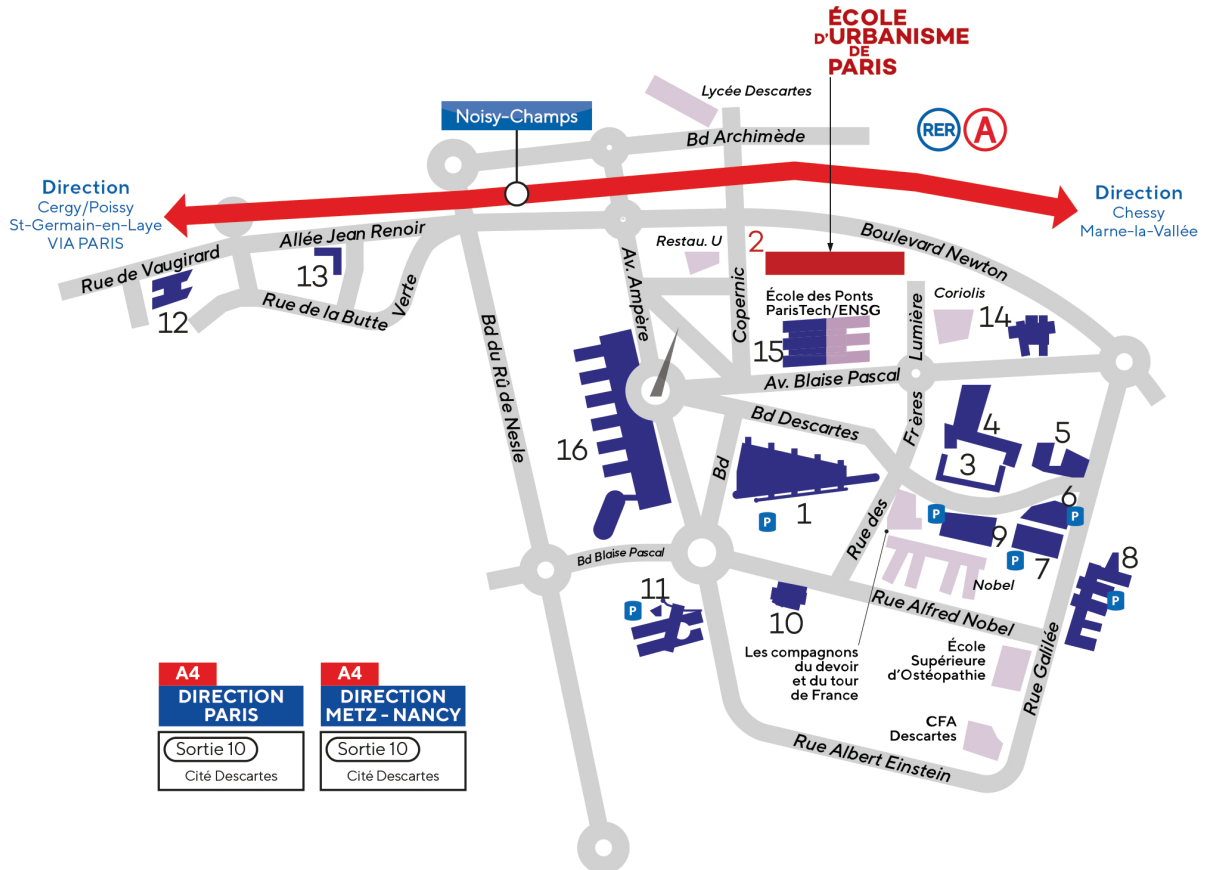 ÉCOLE
D'URBANISME
DE
PARIS
Lycée Descartes
Noisy-Champs
Bd Archimède
RER A
Direction
Cergy/Poissy
St-Germain-en-Laye
VIA PARIS
Direction
Chessy
Marne-la-Vallée
Rue de Vaugirard
Allée Jean Renoir
Rue de la Butte Verte
12
13
Av. Ampère
Restau. U
2
Boulevard Newton
Copernic
École des Ponts
ParisTech/ENSG
15
Coriolis
14
Rue des Frères Lumière
Av. Blaise Pascal
Bd du Rû de Nesle
16
Bd Descartes
Bd
4
3
5
6
P
P
1
P
9
7
P
8
P
Bd Blaise Pascal
11
P
10
Nobel
Rue Alfred Nobel
Les compagnons
du devoir
et du tour
de France
École
Supérieure
d'Ostéopathie
Rue Galilée
CFA
Descartes
Rue Albert Einstein
A4
DIRECTION
PARIS
Sortie 10
Cité Descartes
A4
DIRECTION
METZ - NANCY
Sortie 10
Cité Descartes